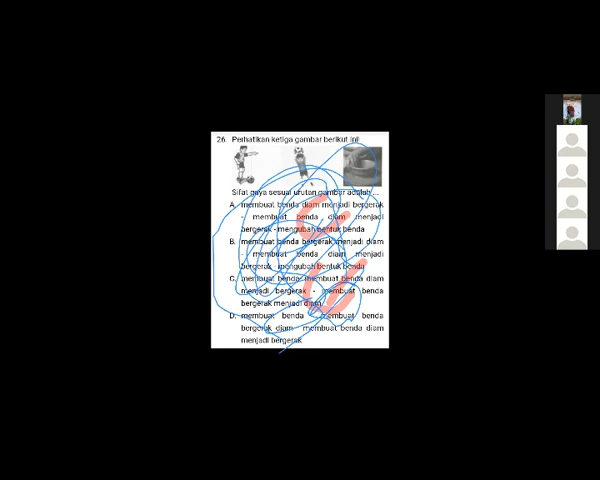 26. Perhatikan ketiga gambar berikut ini!
Sifat gaya sesuai urutan gambar adalah ...
A. membuat benda diam menjadi bergerak
- membuat benda diam menjadi
bergerak - mengubah bentuk benda
B. membuat benda bergerak menjadi diam
- membuat benda diam menjadi
bergerak - mengubah bentuk benda
C. membuat benda membuat benda diam
menjadi bergerak - membuat benda
bergerak menjadi diam
D. membuat benda membuat benda
bergerak diam - membuat benda diam
menjadi bergerak